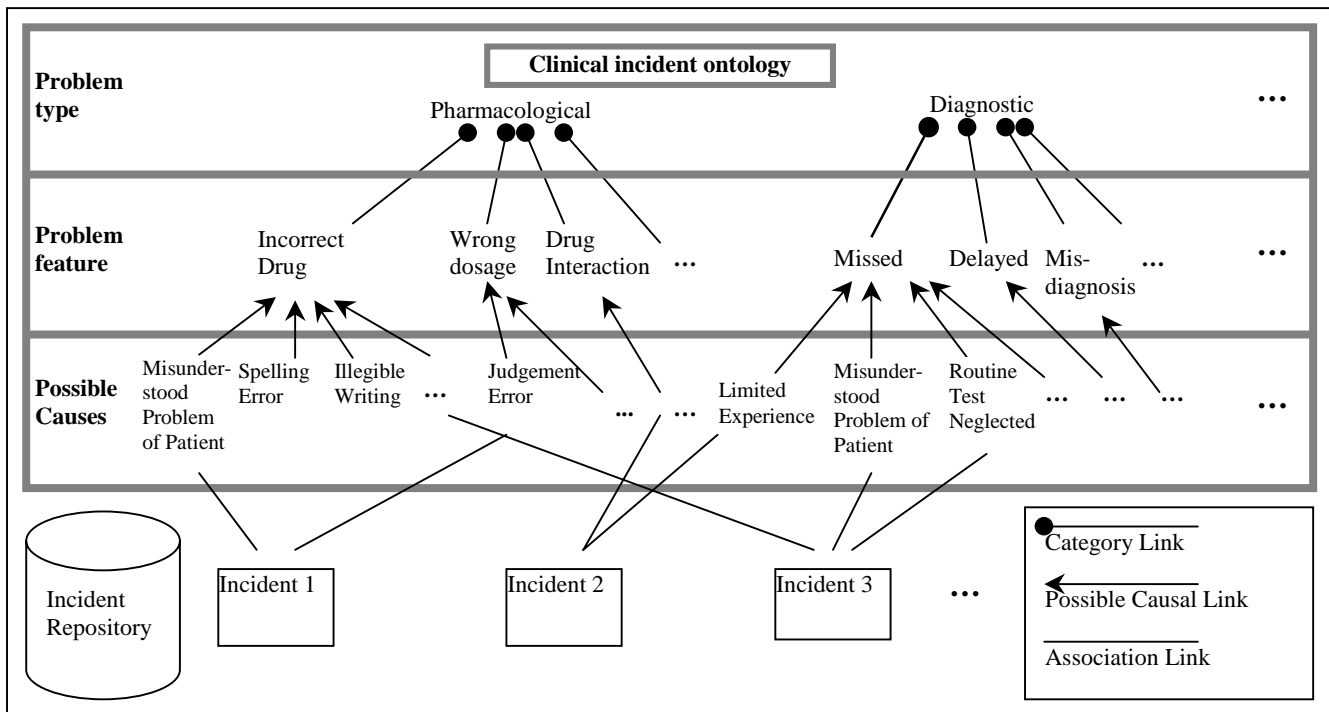 Clinical incident ontology
Problem
type
Pharmacological
Diagnostic
...
Problem
feature
Incorrect
Drug
Wrong
dosage
Drug
Interaction
...
Missed
Delayed
Mis-
diagnosis
...
...
Possible
Causes
Misunder-
stood
Problem
of Patient
Spelling
Error
Illegible
Writing
...
Judgement
Error
...
...
Limited
Experience
Misunder-
stood
Problem of
Patient
Routine
Test
Neglected
...
...
...
...
Incident
Repository
Incident 1
Incident 2
Incident 3
...
Category Link
Possible Causal Link
Association Link